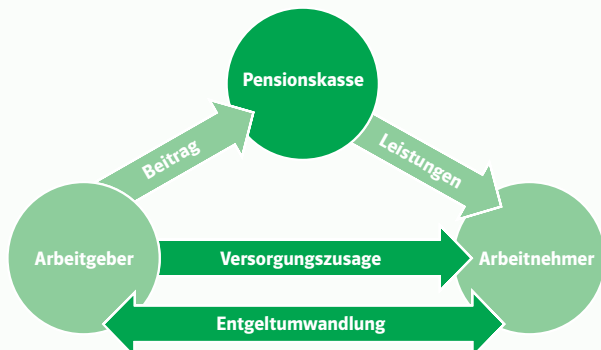 Pensionskasse
Beitrag
Leistungen
Arbeitgeber
Versorgungszusage
Arbeitnehmer
Entgeltumwandlung